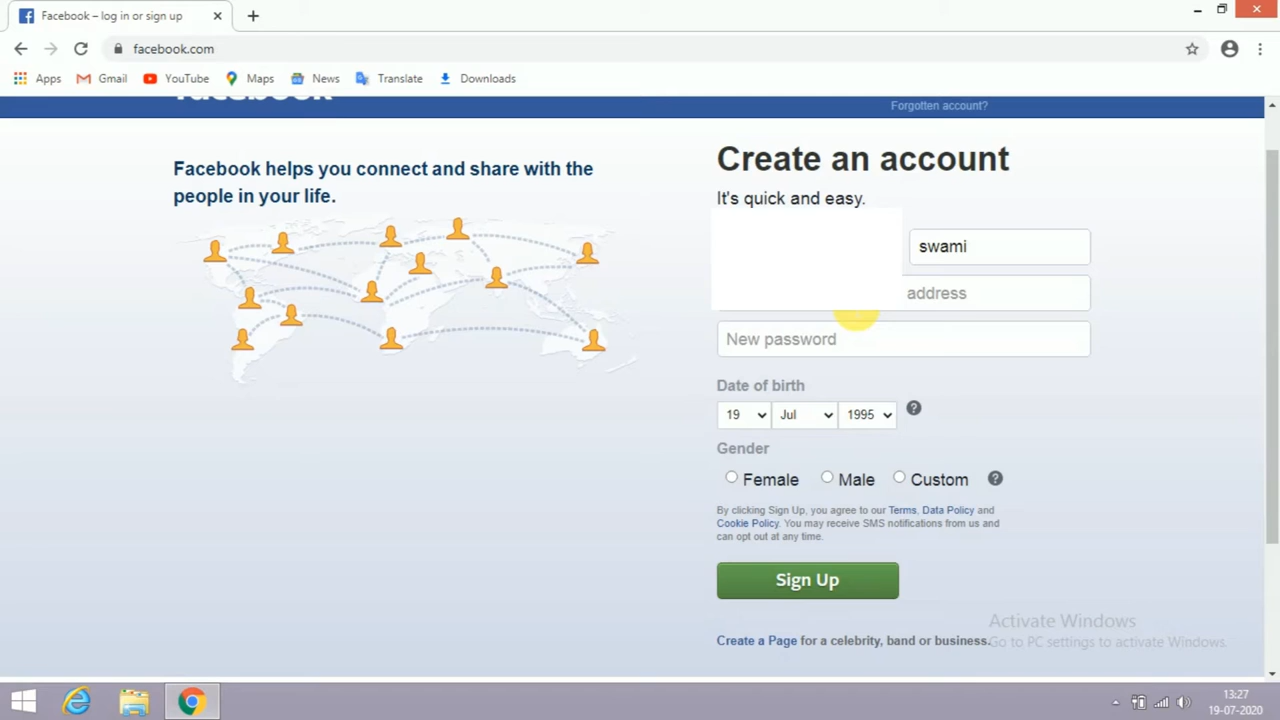 Facebook – log in or sign up
facebook.com
Apps Gmail YouTube Maps News Translate Downloads
Forgotten account?
Facebook helps you connect and share with the
people in your life.
Create an account
It's quick and easy.
swami
address
New password
Date of birth
19 Jul 1995
Gender
Female Male Custom
By clicking Sign Up, you agree to our Terms, Data Policy and
Cookie Policy. You may receive SMS notifications from us and
can opt out at any time.
Sign Up
Create a Page for a celebrity, band or business.
Activate Windows
Go to PC settings to activate Windows.
13:27
19-07-2020